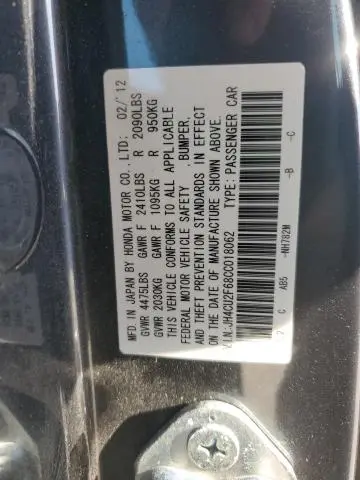 MFD. IN JAPAN BY HONDA MOTOR CO., LTD: 02/'12
GVWR 4475LBS GAWR F 2410LBS R 2090LBS
GVWR 2030KG GAWR F 1095KG R 950KG
THIS VEHICLE CONFORMS TO ALL APPLICABLE
FEDERAL MOTOR VEHICLE SAFETY ,BUMPER,
AND THEFT PREVENTION STANDARDS IN EFFECT
ON THE DATE OF MANUFACTURE SHOWN ABOVE.
V.I.N:JH4CU2F68CC018062 TYPE: PASSENGER CAR
C AB5 -NH782M -B -C